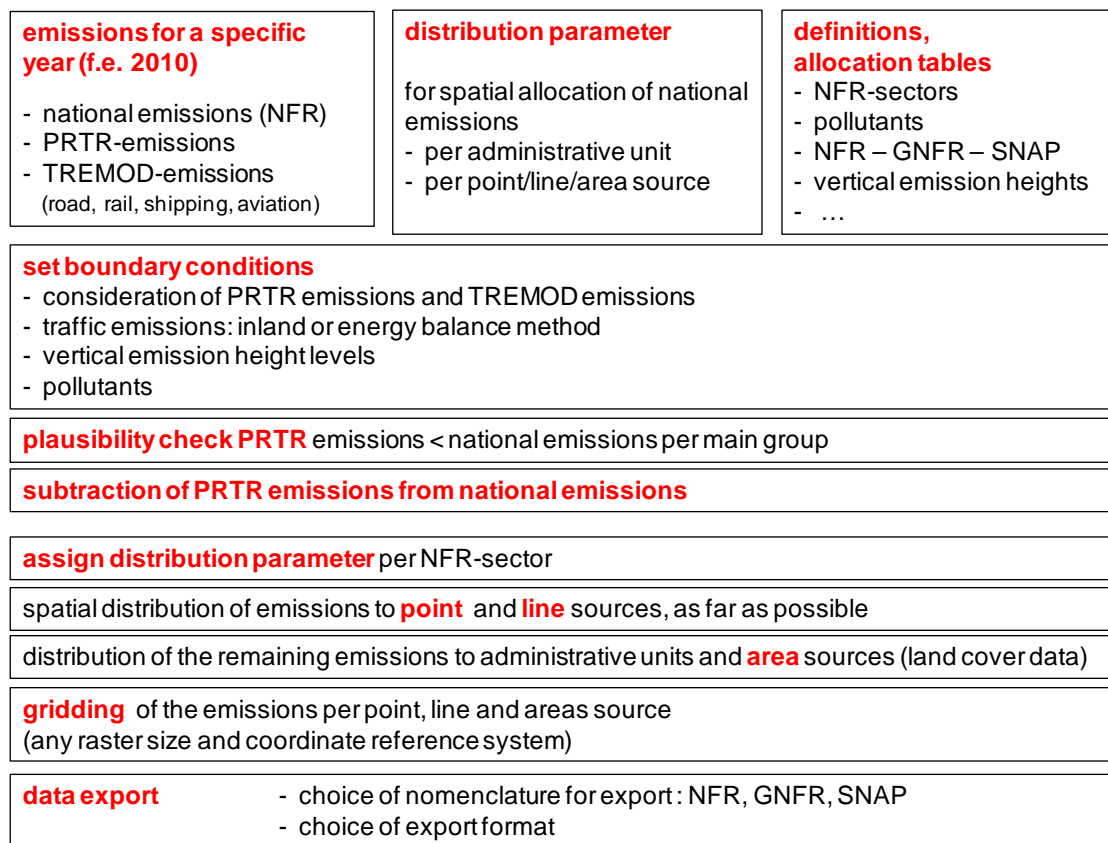 emissions for a specific
year (f.e. 2010)
- national emissions (NFR)
- PRTR-emissions
- TREMOD-emissions
(road, rail, shipping, aviation)
distribution parameter
for spatial allocation of national
emissions
- per administrative unit
- per point/line/area source
definitions,
allocation tables
- NFR-sectors
- pollutants
- NFR – GNFR – SNAP
- vertical emission heights
- …
set boundary conditions
- consideration of PRTR emissions and TREMOD emissions
- traffic emissions: inland or energy balance method
- vertical emission height levels
- pollutants
plausibility check PRTR emissions < national emissions per main group
subtraction of PRTR emissions from national emissions
assign distribution parameter per NFR-sector
spatial distribution of emissions to point and line sources, as far as possible
distribution of the remaining emissions to administrative units and area sources (land cover data)
gridding of the emissions per point, line and areas source
(any raster size and coordinate reference system)
data export - choice of nomenclature for export : NFR, GNFR, SNAP
- choice of export format